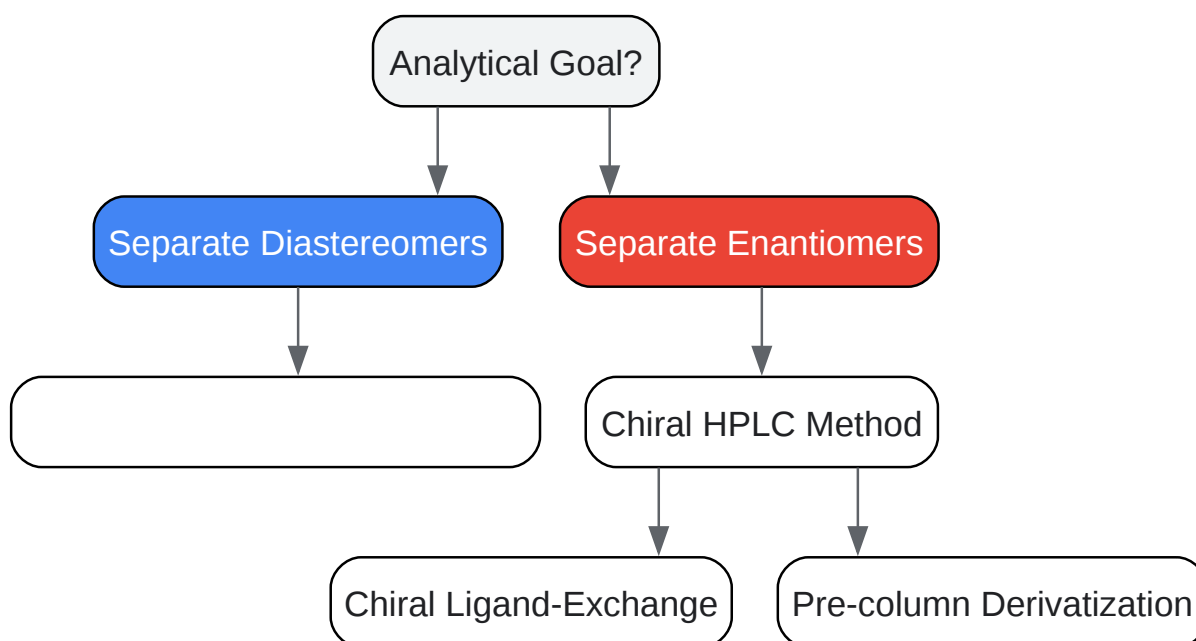 Analytical Goal?
Separate Diastereomers
Separate Enantiomers
Chiral HPLC Method
Chiral Ligand-Exchange
Pre-column Derivatization